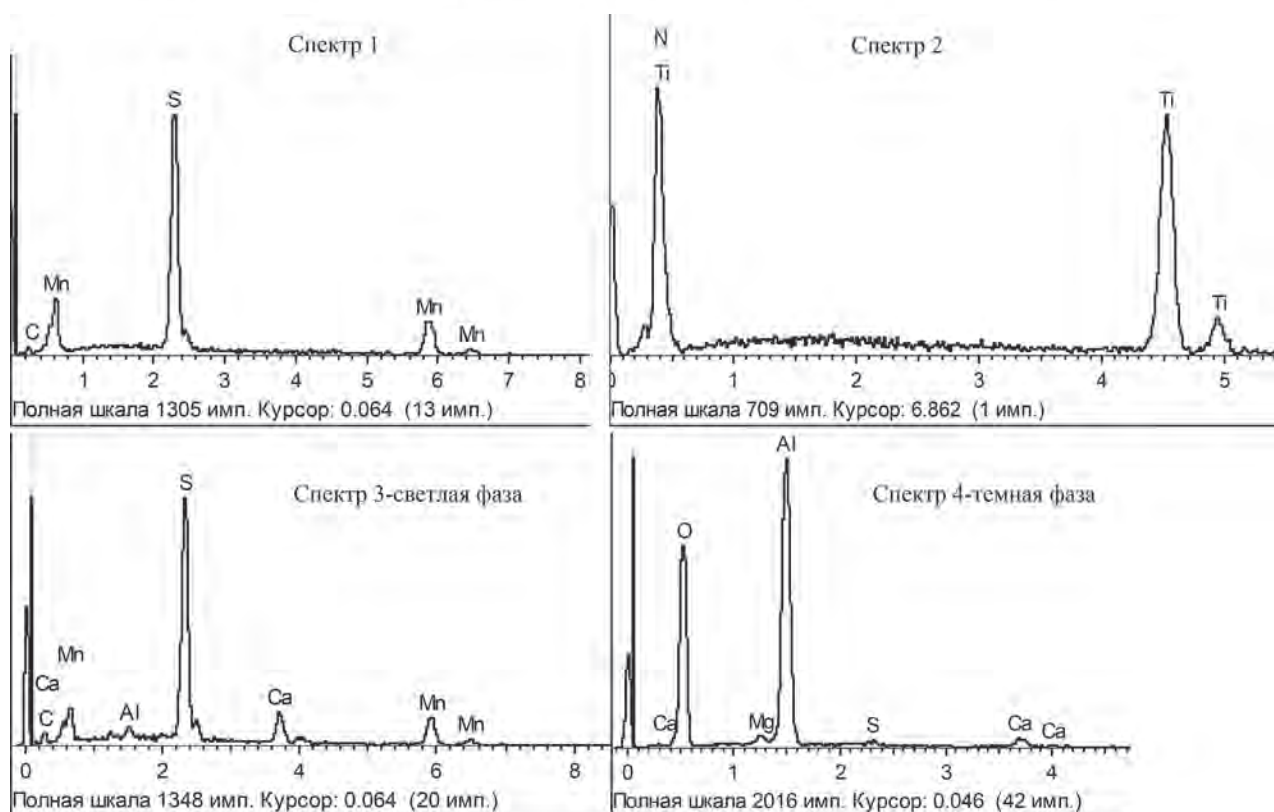 Спектр 1
S
Mn
C
Mn
Mn
1 2 3 4 5 6 7 8
Полная шкала 1305 имп. Курсор: 0.064 (13 имп.)
Спектр 2
N
Ti
Ti
Ti
0 1 2 3 4 5
Полная шкала 709 имп. Курсор: 6.862 (1 имп.)
Спектр 3-светлая фаза
S
Mn
Ca
C
Al
Ca
Mn
Mn
0 2 4 6 8
Полная шкала 1348 имп. Курсор: 0.064 (20 имп.)
Спектр 4-темная фаза
Al
O
Ca
Mg
S
Ca
Ca
0 1 2 3 4
Полная шкала 2016 имп. Курсор: 0.046 (42 имп.)